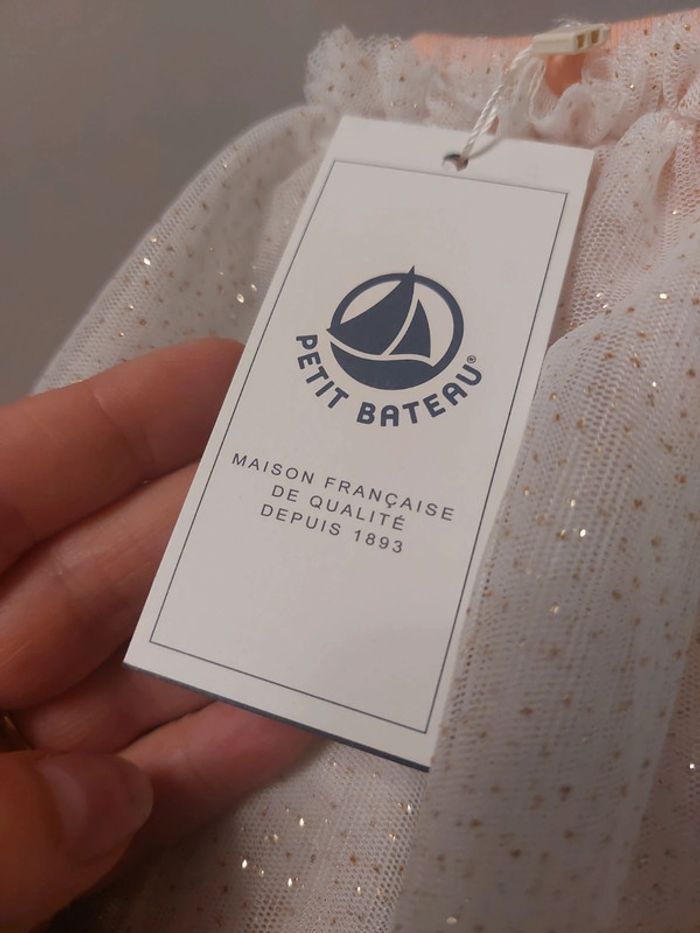 PETIT BATEAU®
MAISON FRANÇAISE
DE QUALITÉ
DEPUIS 1893